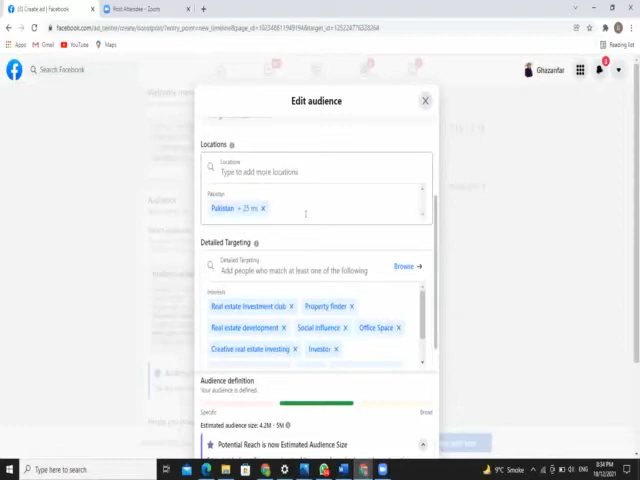 (1) Create ad | Facebook
Post Attendee - Zoom
facebook.com/ad_center/create/boostpost/?entry_point=new_timeline&page_id=
Apps
Gmail
YouTube
Maps
Reading list
Search Facebook
Ghazanfar
Edit audience
Locations
Locations
Type to add more locations
Pakistan
Pakistan + 25 mi
Detailed Targeting
Detailed Targeting
Add people who match at least one of the following
Browse
Interests
Real estate investment club
Property finder
Real estate development
Social influence
Office Space
Creative real estate investing
Investor
Audience definition
Your audience is defined.
Specific
Broad
Estimated audience size: 4.2M - 5M
Potential Reach is now Estimated Audience Size
Type here to search
9°C Smoke
ENG
8:34 PM
18/12/2021